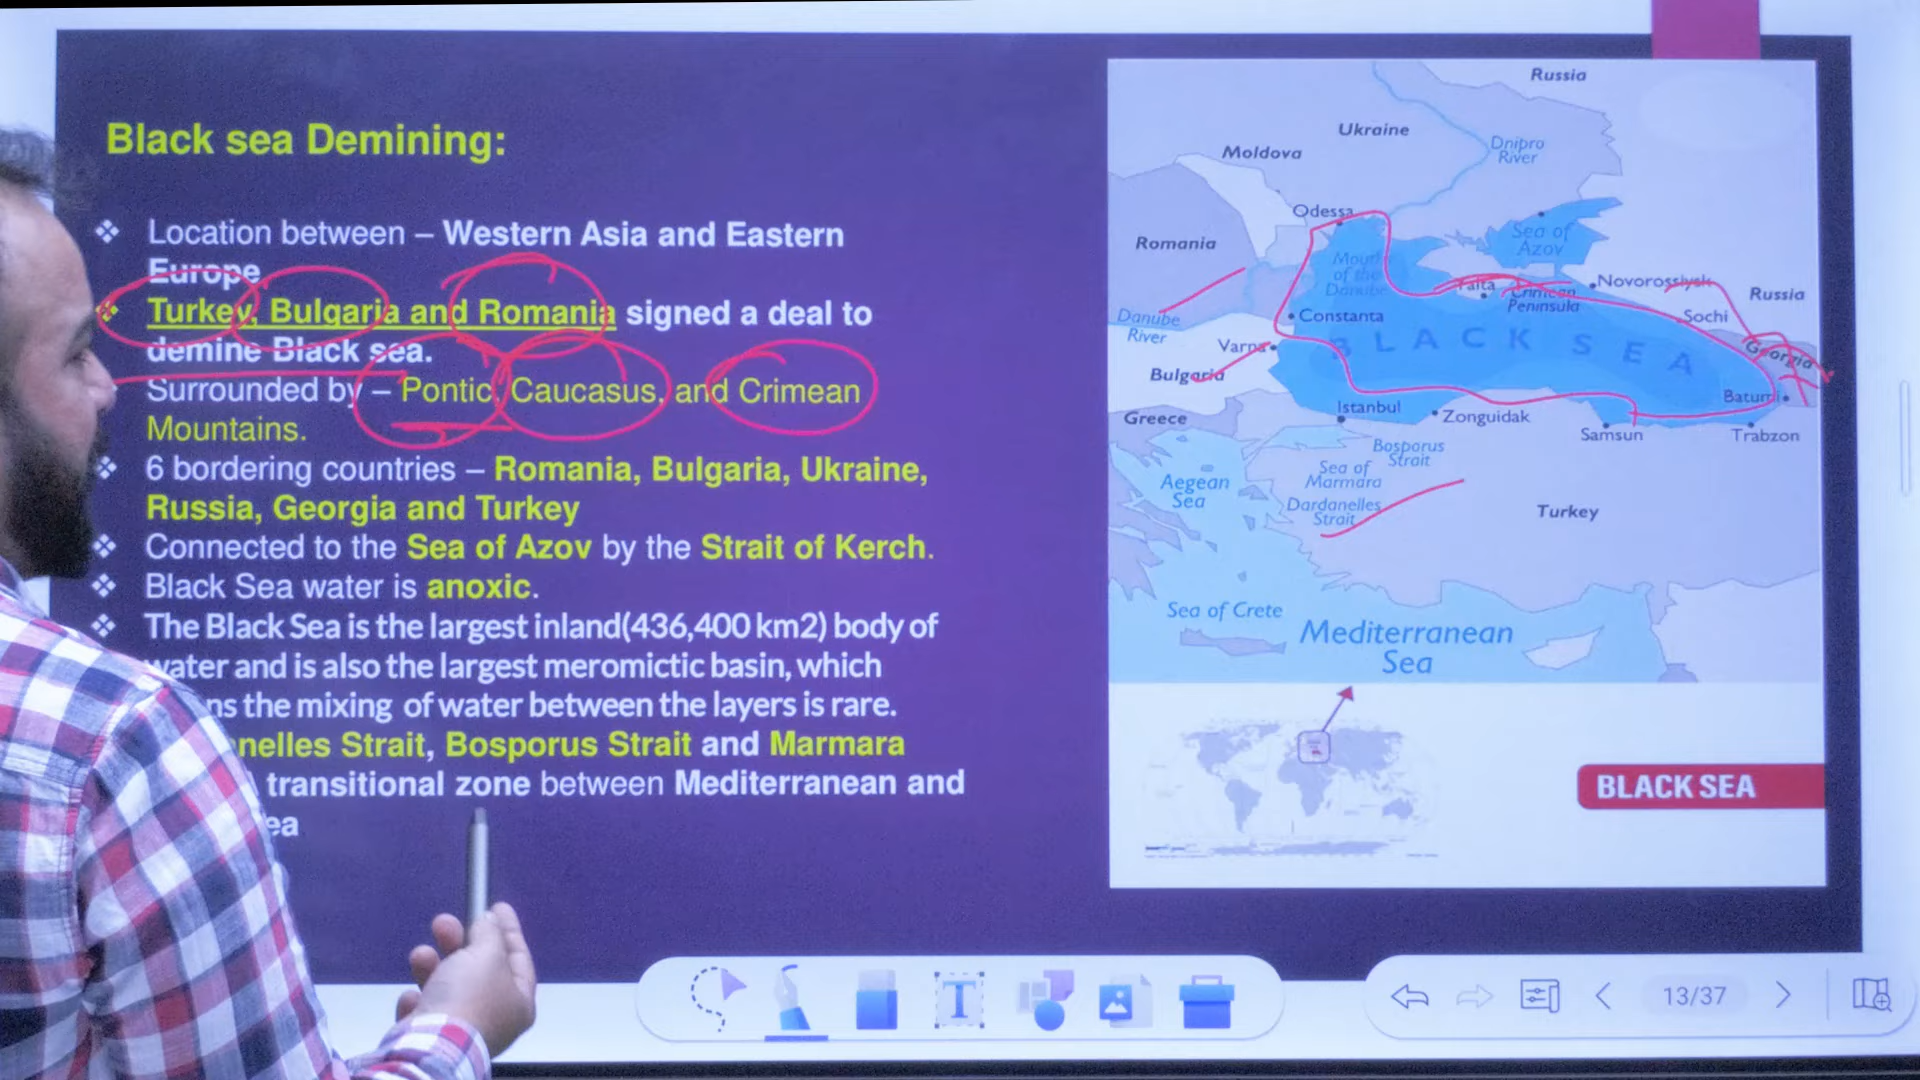 Black sea Demining:
Location between – Western Asia and Eastern
Europe
Turkey, Bulgaria and Romania signed a deal to
demine Black sea.
Surrounded by – Pontic, Caucasus, and Crimean
Mountains.
6 bordering countries – Romania, Bulgaria, Ukraine,
Russia, Georgia and Turkey
Connected to the Sea of Azov by the Strait of Kerch.
Black Sea water is anoxic.
The Black Sea is the largest inland(436,400 km2) body of
water and is also the largest meromictic basin, which
ns the mixing of water between the layers is rare.
nelles Strait, Bosporus Strait and Marmara
transitional zone between Mediterranean and
ea
Russia
Ukraine
Moldova
Dnipro
River
Odessa
Romania
Sea of
Azov
Mouth
of the
Danube
Yalta
Crimean
Peninsula
Novorossiysk
Russia
Danube
River
Constanta
Sochi
BLACK SEA
Varna
Georgia
Bulgaria
Batumi
Greece
Istanbul
Zonguidak
Samsun
Trabzon
Bosporus
Strait
Sea of
Marmara
Aegean
Sea
Dardanelles
Strait
Turkey
Sea of Crete
Mediterranean
Sea
BLACK SEA
T
13/37